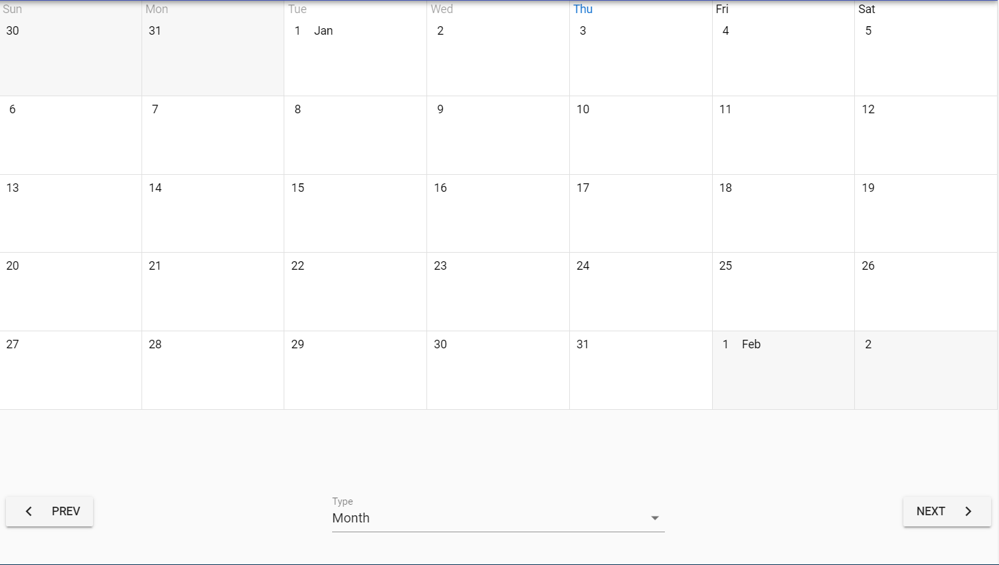 Sun Mon Tue Wed Thu Fri Sat
30 31 1 Jan 2 3 4 5
6 7 8 9 10 11 12
13 14 15 16 17 18 19
20 21 22 23 24 25 26
27 28 29 30 31 1 Feb 2
Type
PREV Month NEXT